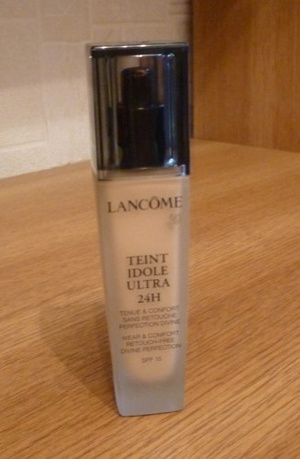 LANCÔME
TEINT
IDOLE
ULTRA
24H
TENUE & CONFORT
SANS RETOUCHE
PERFECTION DIVINE
WEAR & COMFORT
RETOUCH-FREE
DIVINE PERFECTION
SPF 15